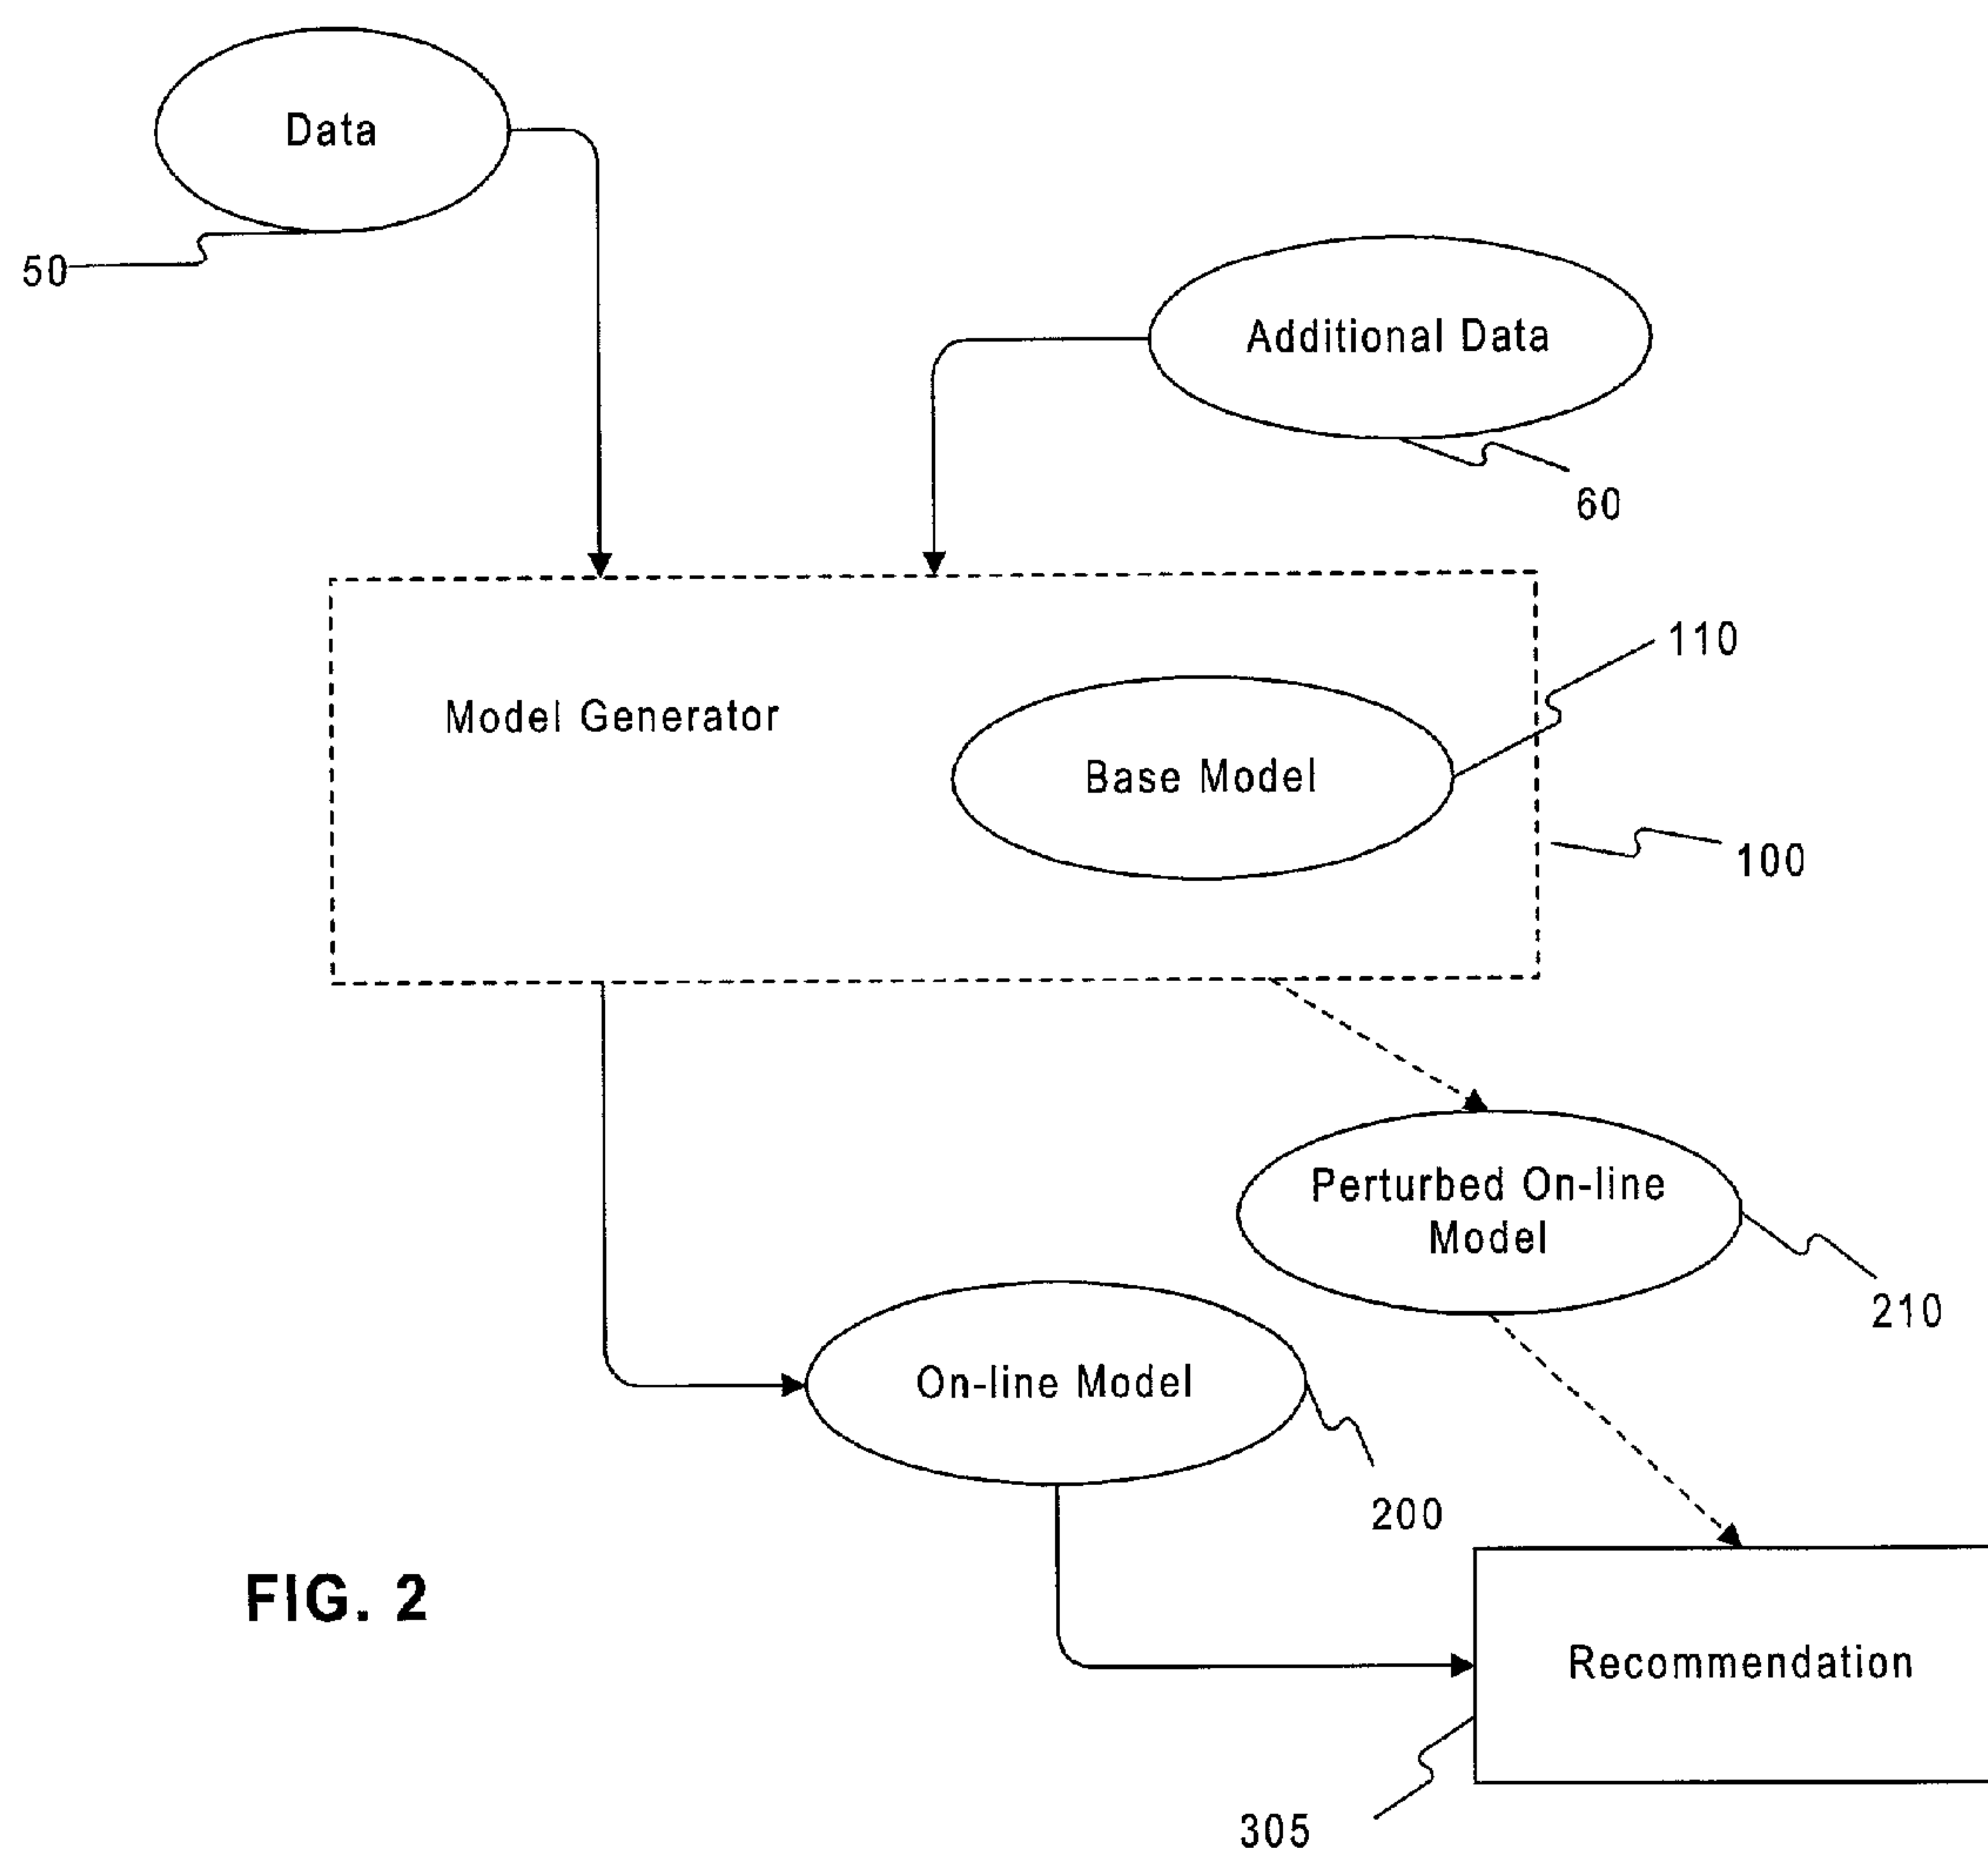 Data
50
Additional Data
60
110
Model Generator
Base Model
100
Perturbed On-line
Model
210
On-line Model
200
FIG. 2
Recommendation
305